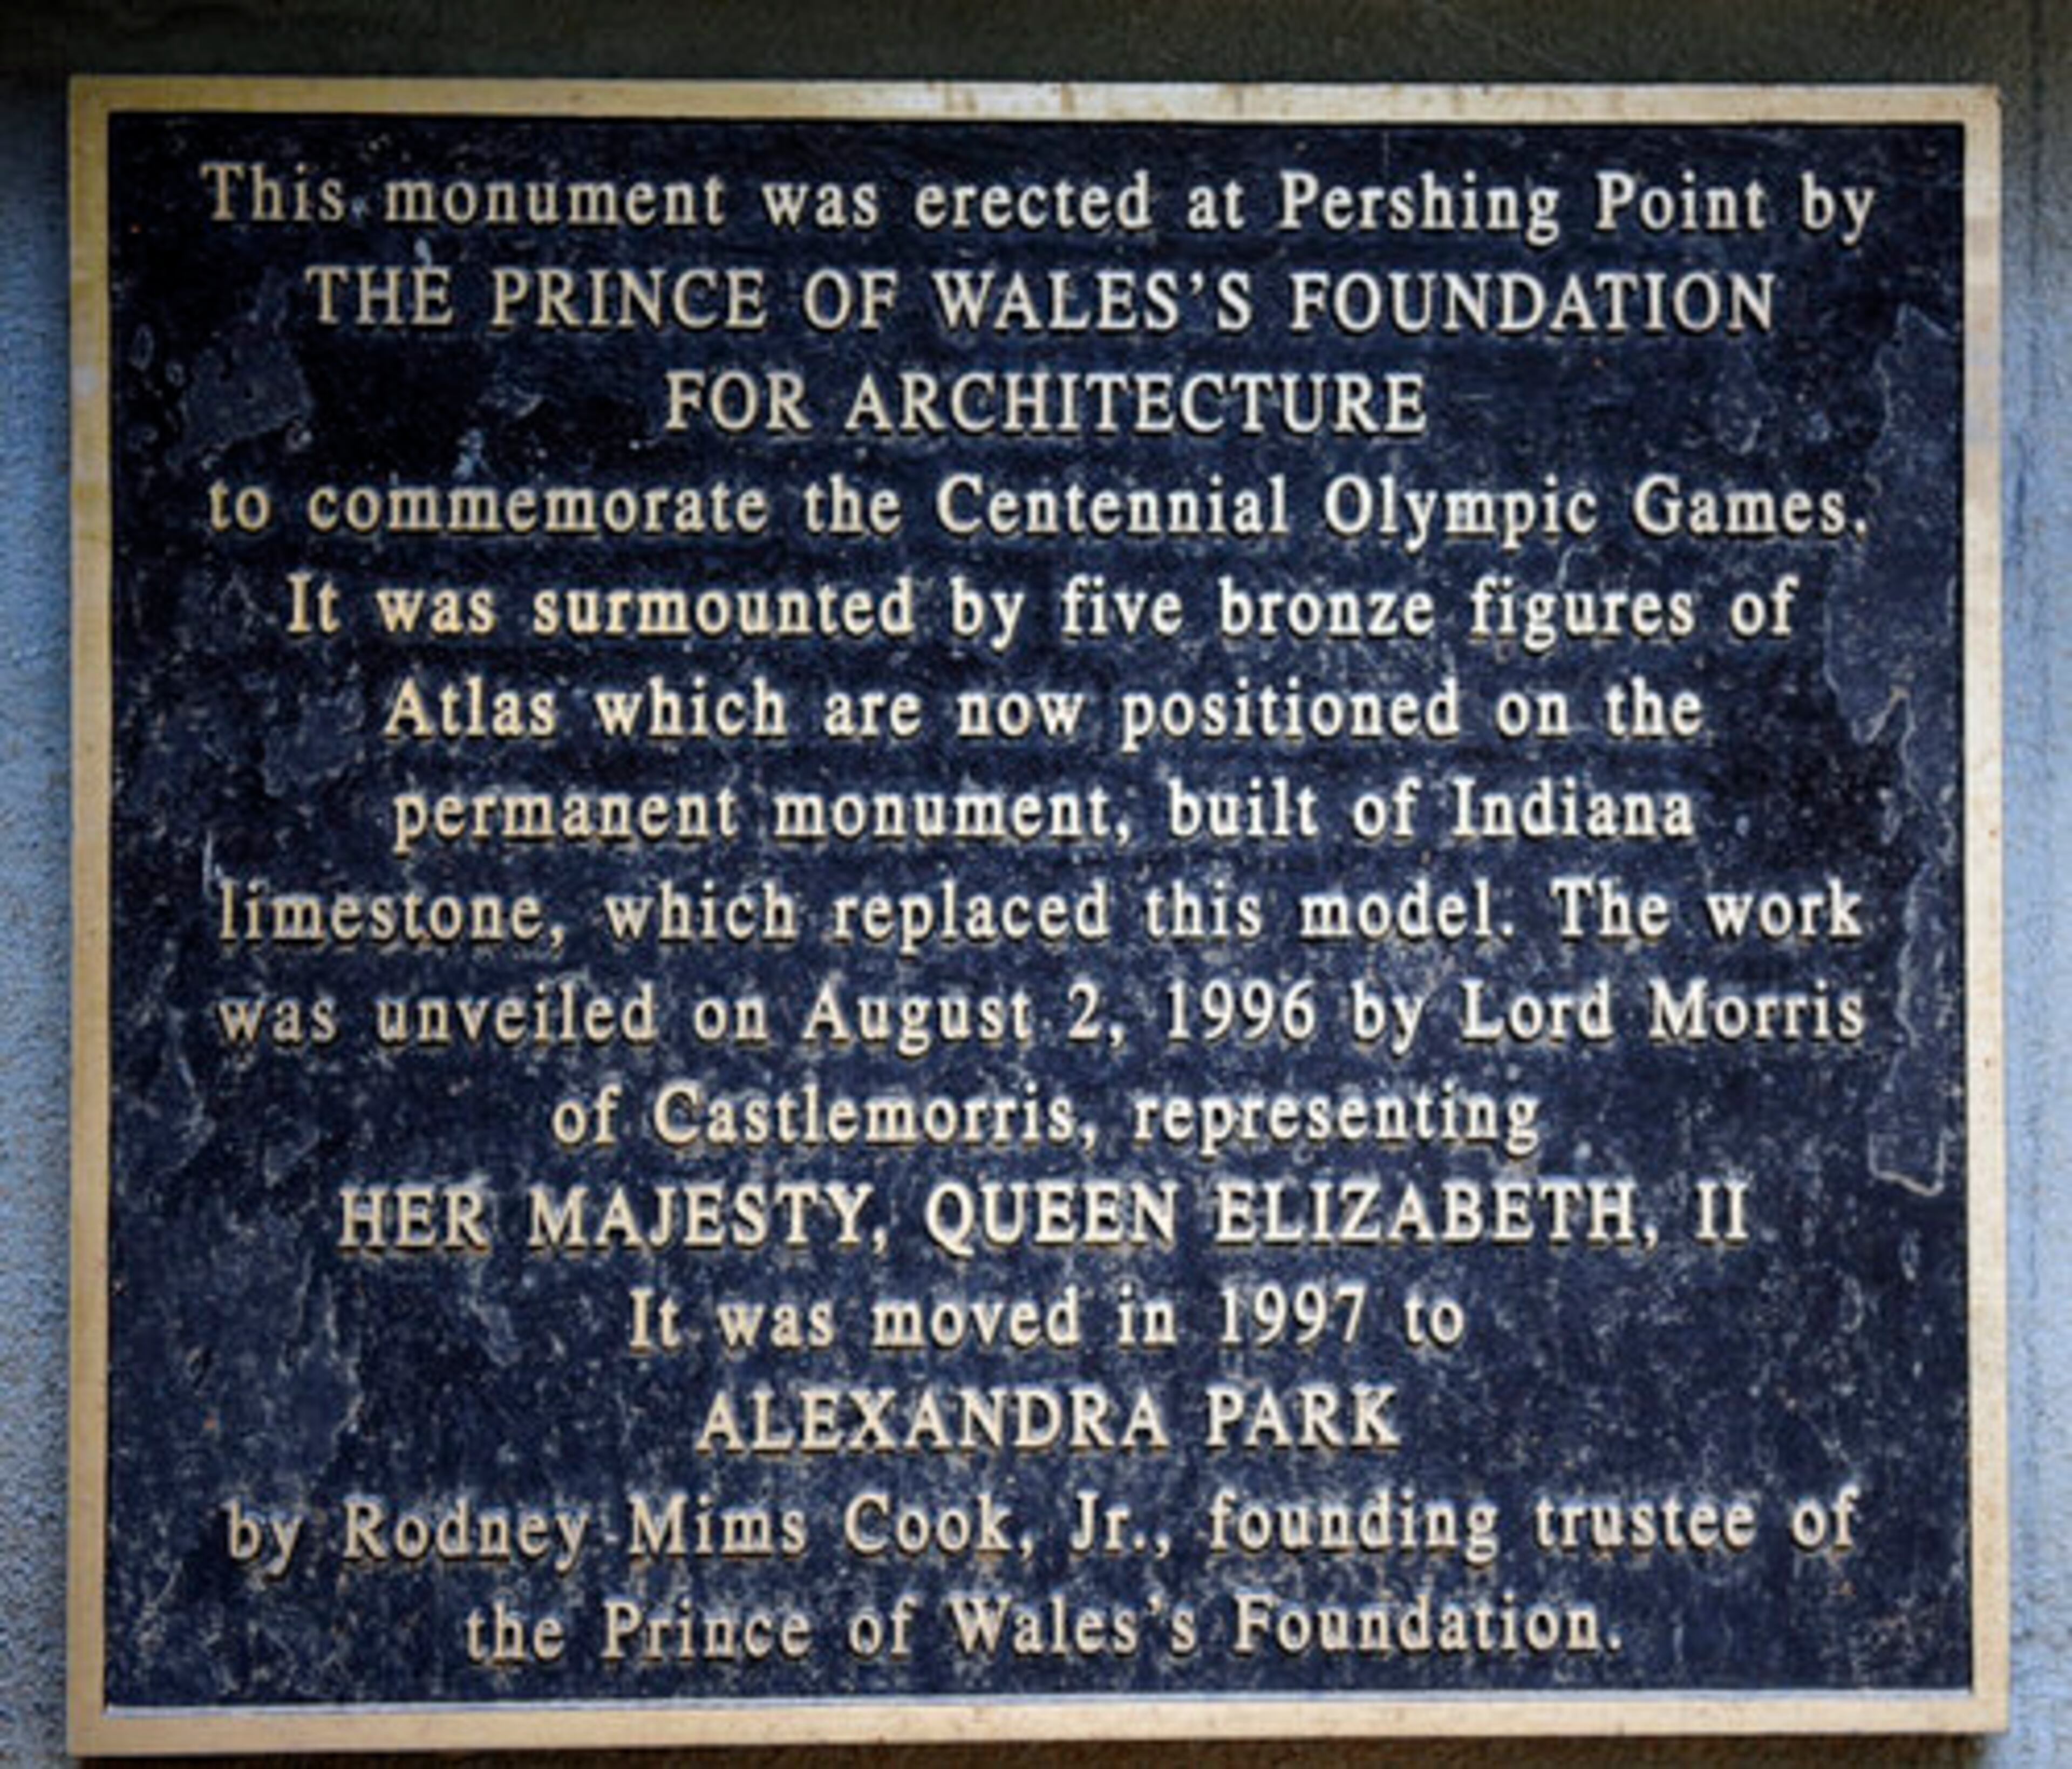 This monument was erected at Pershing Point by
THE PRINCE OF WALES'S FOUNDATION
FOR ARCHITECTURE
to commemorate the Centennial Olympic Games.
It was surmounted by five bronze figures of
Atlas which are now positioned on the
permanent monument, built of Indiana
limestone, which replaced this model. The work
was unveiled on August 2, 1996 by Lord Morris
of Castlemorris, representing
HER MAJESTY, QUEEN ELIZABETH, II
It was moved in 1997 to
ALEXANDRA PARK
by Rodney Mims Cook, Jr., founding trustee of
the Prince of Wales's Foundation.